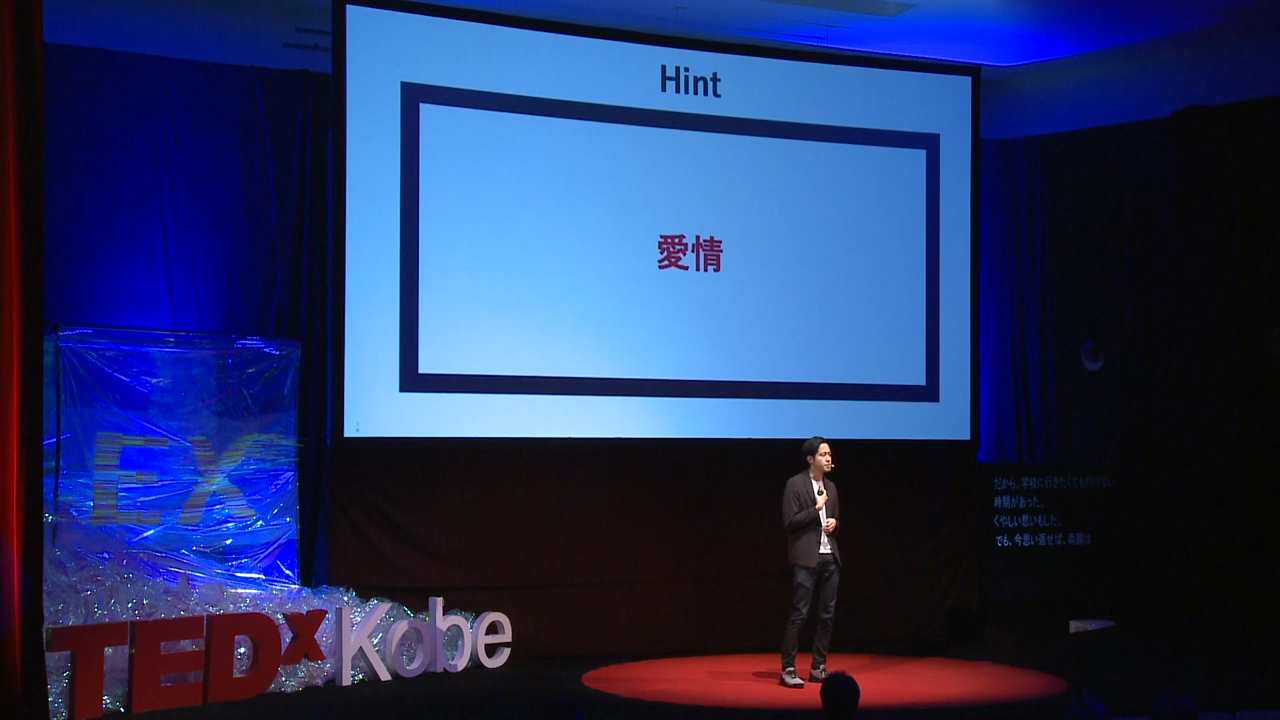 Hint
愛情
EX
だから、学校に行きたくても行けない
時期があった。
くやしい思いもした。
でも、今思い返せば、両親は
TEDxKobe